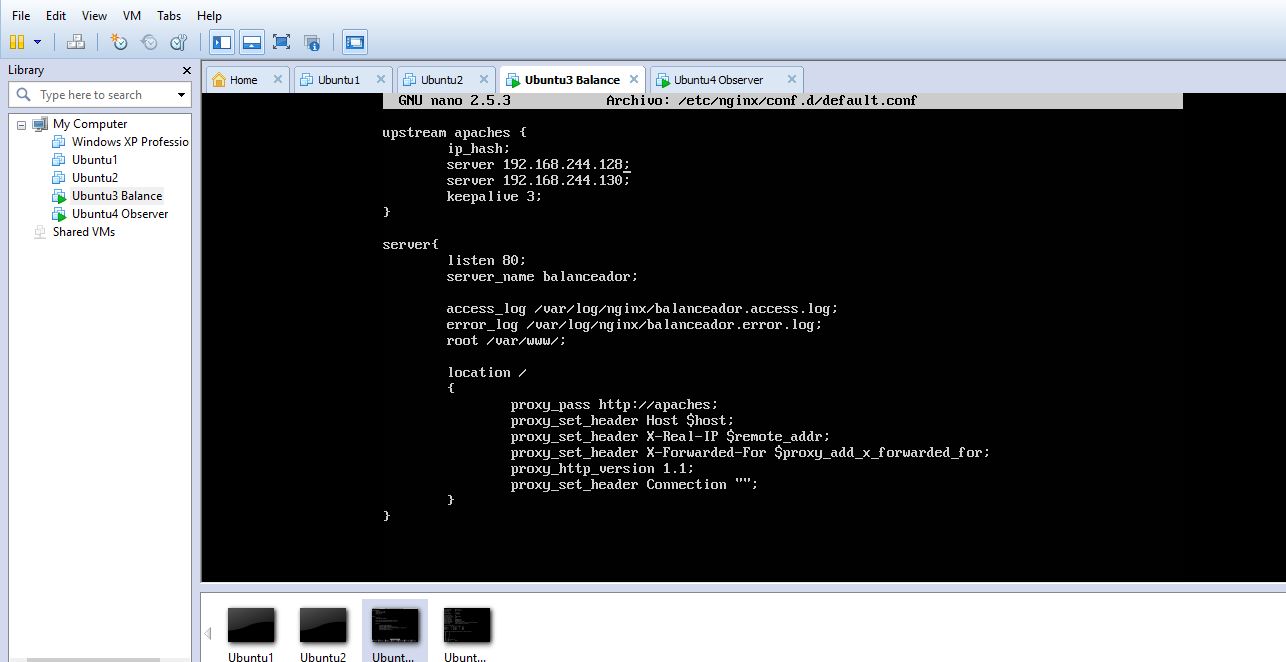 File Edit View VM Tabs Help
Library
Type here to search
Home
Ubuntu1
Ubuntu2
Ubuntu3 Balance
Ubuntu4 Observer
My Computer
Windows XP Professio
Ubuntu1
Ubuntu2
Ubuntu3 Balance
Ubuntu4 Observer
Shared VMs
GNU nano 2.5.3 Archivo: /etc/nginx/conf.d/default.conf
upstream apaches {
ip_hash;
server 192.168.244.128;
server 192.168.244.130;
keepalive 3;
}
server{
listen 80;
server_name balanceador;
access_log /var/log/nginx/balanceador.access.log;
error_log /var/log/nginx/balanceador.error.log;
root /var/www/;
location /
{
proxy_pass http://apaches;
proxy_set_header Host $host;
proxy_set_header X-Real-IP $remote_addr;
proxy_set_header X-Forwarded-For $proxy_add_x_forwarded_for;
proxy_http_version 1.1;
proxy_set_header Connection "";
}
}
Ubuntu1
Ubuntu2
Ubunt...
Ubunt...